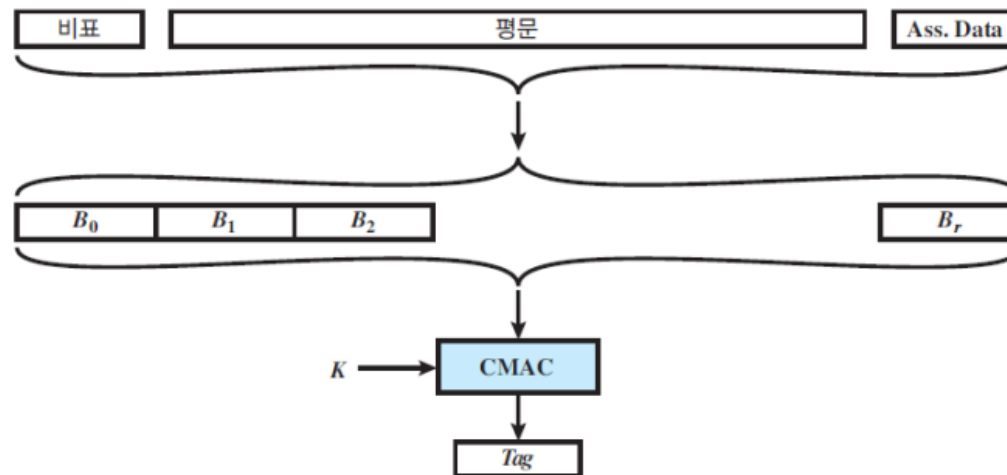 비표 평문 Ass. Data
B₀ B₁ B₂ Bᵣ
K CMAC
Tag